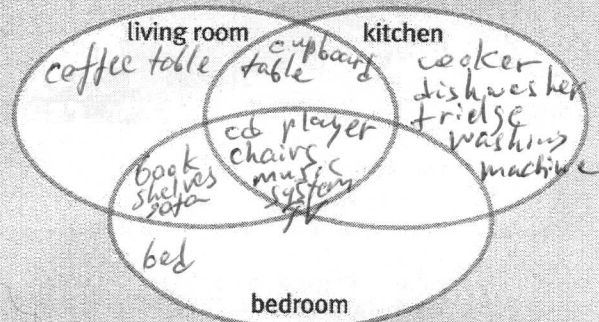 living room
kitchen
coffee table
cupboard
table
cooker
dishwasher
fridge
washing
machine
cd player
chairs
music
system
TV
book
shelves
sofa
bed
bedroom